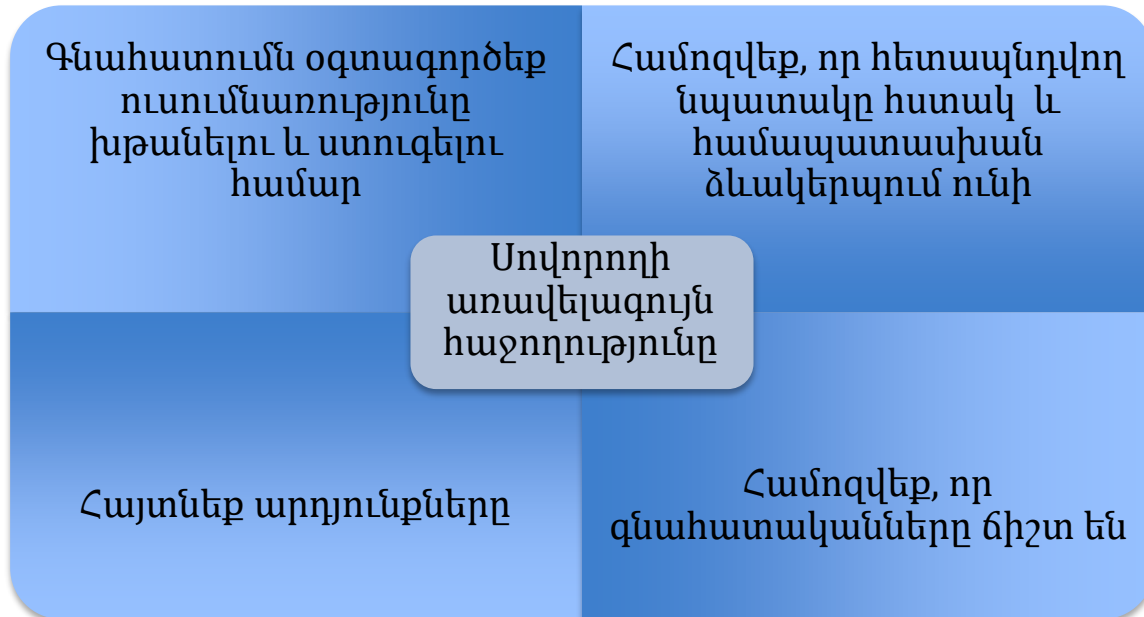 Գնահատումն օգտագործեք
ուսումնառությունը
խթանելու և ստուգելու
համար
Համոզվեք, որ հետապնդվող
նպատակը հստակ և
համապատասխան
ձևակերպում ունի
Սովորողի
առավելագույն
հաջողությունը
Հայտնեք արդյունքները
Համոզվեք, որ
գնահատականները ճիշտ են